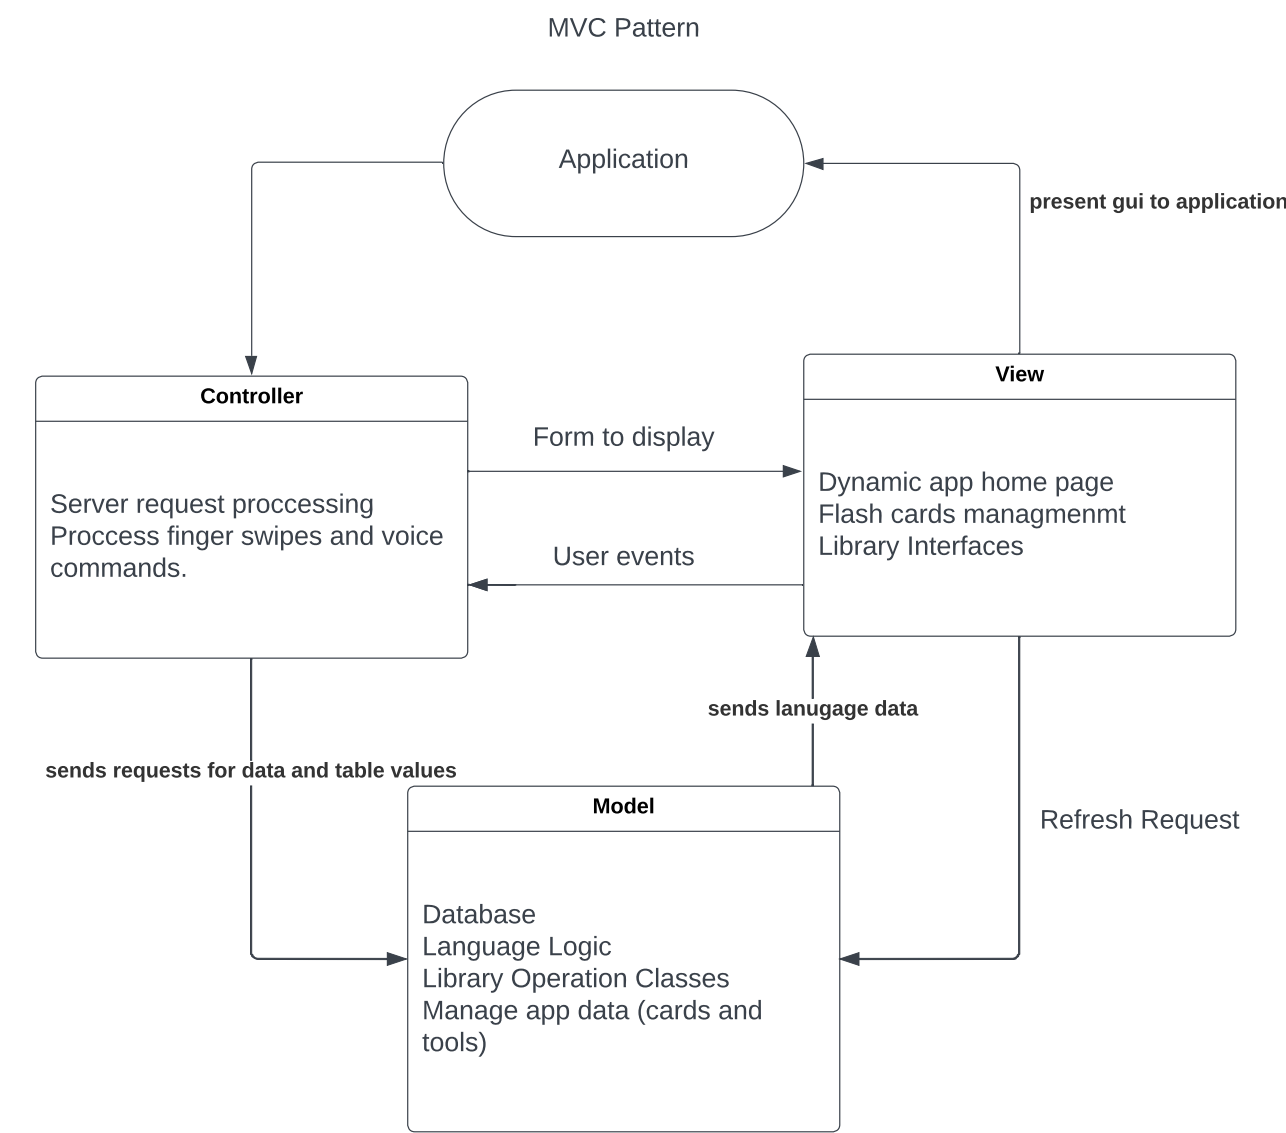 MVC Pattern
Application
present gui to application
Controller
Server request proccessing
Proccess finger swipes and voice
commands.
Form to display
User events
View
Dynamic app home page
Flash cards managmenmt
Library Interfaces
sends lanugage data
sends requests for data and table values
Refresh Request
Model
Database
Language Logic
Library Operation Classes
Manage app data (cards and
tools)